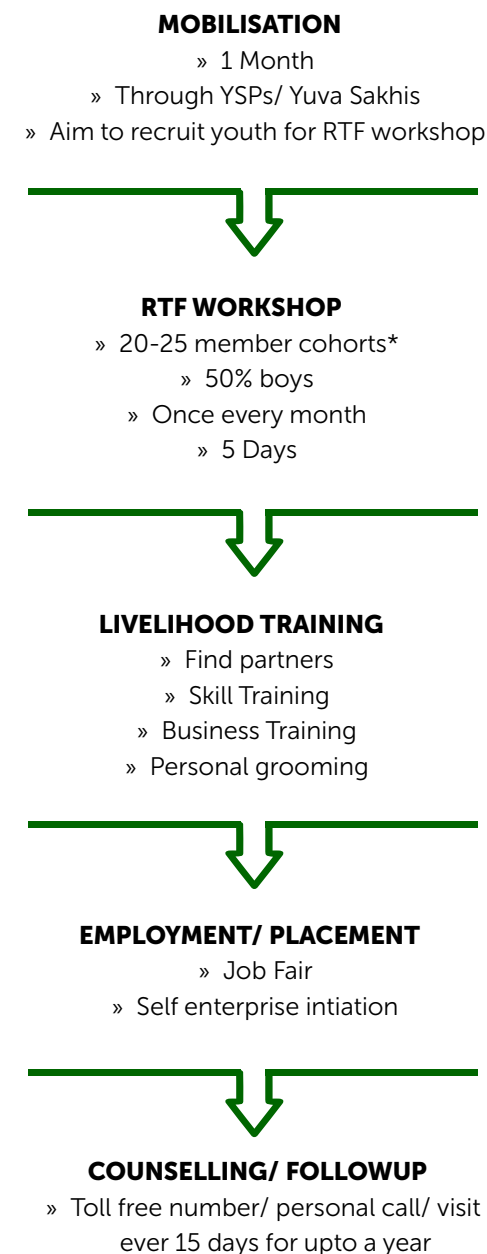 MOBILISATION
» 1 Month
» Through YSPs/ Yuva Sakhis
» Aim to recruit youth for RTF workshop
RTF WORKSHOP
» 20-25 member cohorts*
» 50% boys
» Once every month
» 5 Days
LIVELIHOOD TRAINING
» Find partners
» Skill Training
» Business Training
» Personal grooming
EMPLOYMENT/ PLACEMENT
» Job Fair
» Self enterprise intiation
COUNSELLING/ FOLLOWUP
» Toll free number/ personal call/ visit
ever 15 days for upto a year